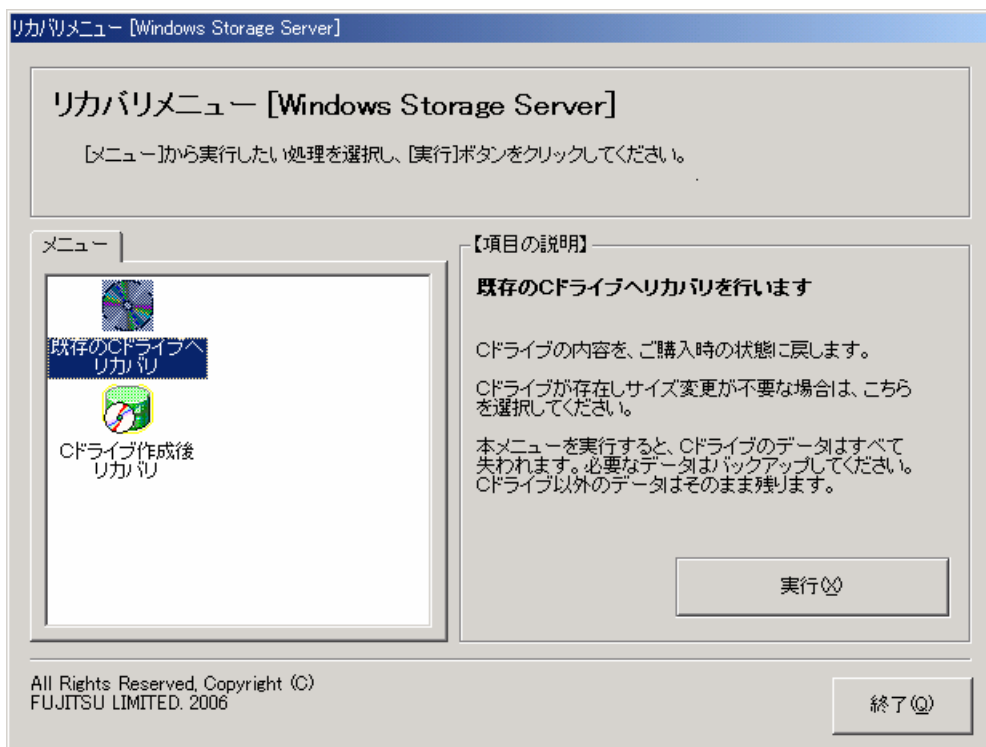 リカバリメニュー [Windows Storage Server]
リカバリメニュー [Windows Storage Server]
[メニュー]から実行したい処理を選択し、[実行]ボタンをクリックしてください。
メニュー
既存のCドライブへ
リカバリ
Cドライブ作成後
リカバリ
【項目の説明】
既存のCドライブへリカバリを行います
Cドライブの内容を、ご購入時の状態に戻します。
Cドライブが存在しサイズ変更が不要な場合は、こちら
を選択してください。
本メニューを実行すると、Cドライブのデータはすべて
失われます。必要なデータはバックアップしてください。
Cドライブ以外のデータはそのまま残ります。
実行(X)
All Rights Reserved, Copyright (C)
FUJITSU LIMITED. 2006
終了(Q)